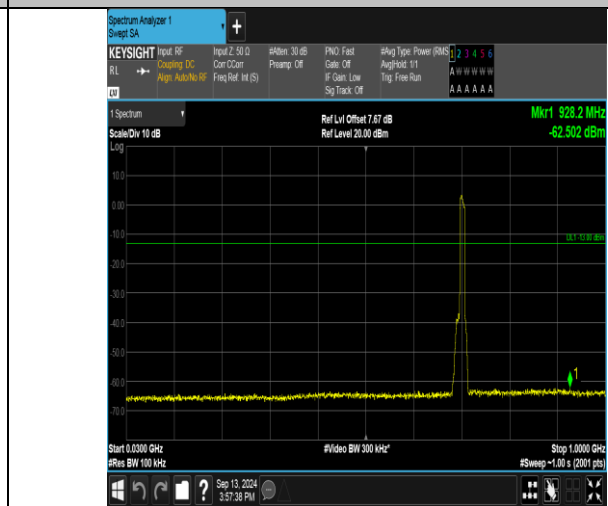 Spectrum Analyzer 1
Swept SA
+
KEYSIGHT Input: RF Input Z: 50 Ω #Atten: 30 dB PNO: Fast #Avg Type: Power (RMS 1 2 3 4 5 6
RL Coupling: DC Corr CCorr Preamp: Off Gate: Off Avg|Hold: 1/1 A W W W W W
Align: Auto/No RF Freq Ref: Int (S) IF Gain: Low Trig: Free Run
LXI Sig Track: Off A A A A A A
1 Spectrum
Scale/Div 10 dB
Ref Lvl Offset 7.67 dB
Ref Level 20.00 dBm
Mkr1 928.2 MHz
-62.502 dBm
Log
10.0
0.00
-10.0
DL1 -13.00 dBm
-20.0
-30.0
-40.0
-50.0
-60.0
1
-70.0
Start 0.0300 GHz #Video BW 300 kHz* Stop 1.0000 GHz
#Res BW 100 kHz #Sweep ~1.00 s (2001 pts)
? Sep 13, 2024
3:57:38 PM